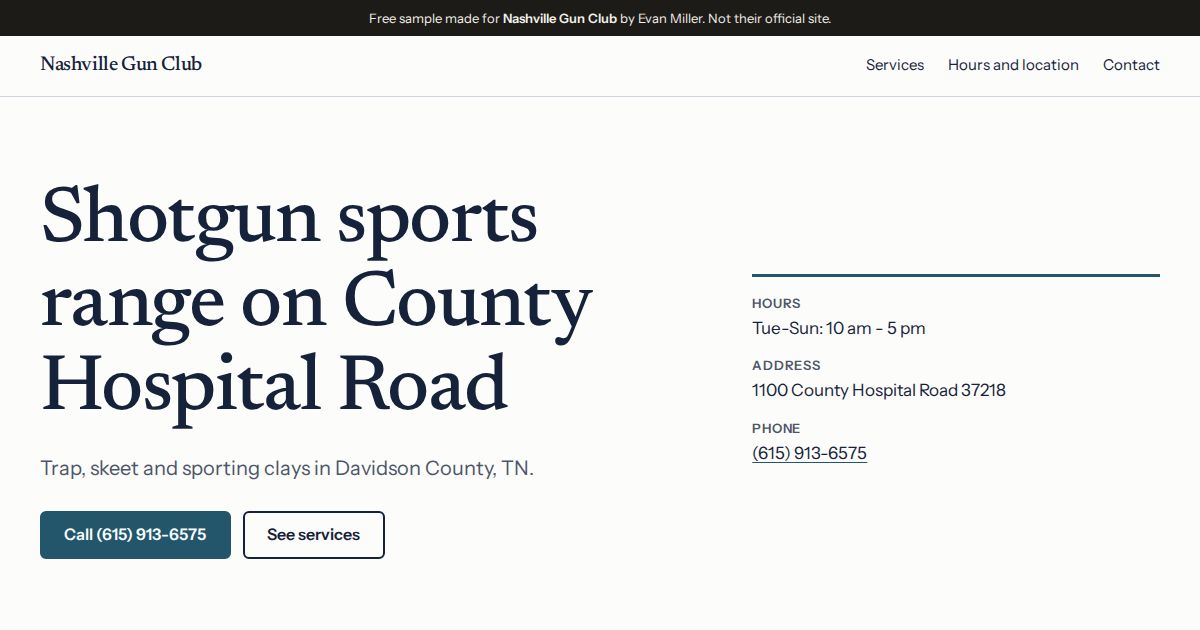 Free sample made for Nashville Gun Club by Evan Miller. Not their official site.
Nashville Gun Club
Services
Hours and location
Contact
Shotgun sports
range on County
Hospital Road
Trap, skeet and sporting clays in Davidson County, TN.
Call (615) 913-6575
See services
HOURS
Tue-Sun: 10 am - 5 pm
ADDRESS
1100 County Hospital Road 37218
PHONE
(615) 913-6575